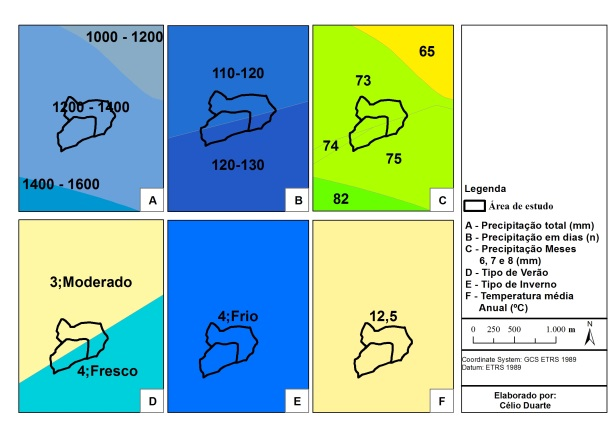 1000 - 1200
1200 - 1400
1400 - 1600
A
110-120
120-130
B
65
73
74
75
82
C
3;Moderado
4;Fresco
D
4;Frio
E
12,5
F
Legenda
Área de estudo
A - Precipitação total (mm)
B - Precipitação em dias (n)
C - Precipitação Meses
6, 7 e 8 (mm)
D - Tipo de Verão
E - Tipo de Inverno
F - Temperatura média
Anual (ºC)
0 250 500 1.000 m
N
Coordinate System: GCS ETRS 1989
Datum: ETRS 1989
Elaborado por:
Célio Duarte